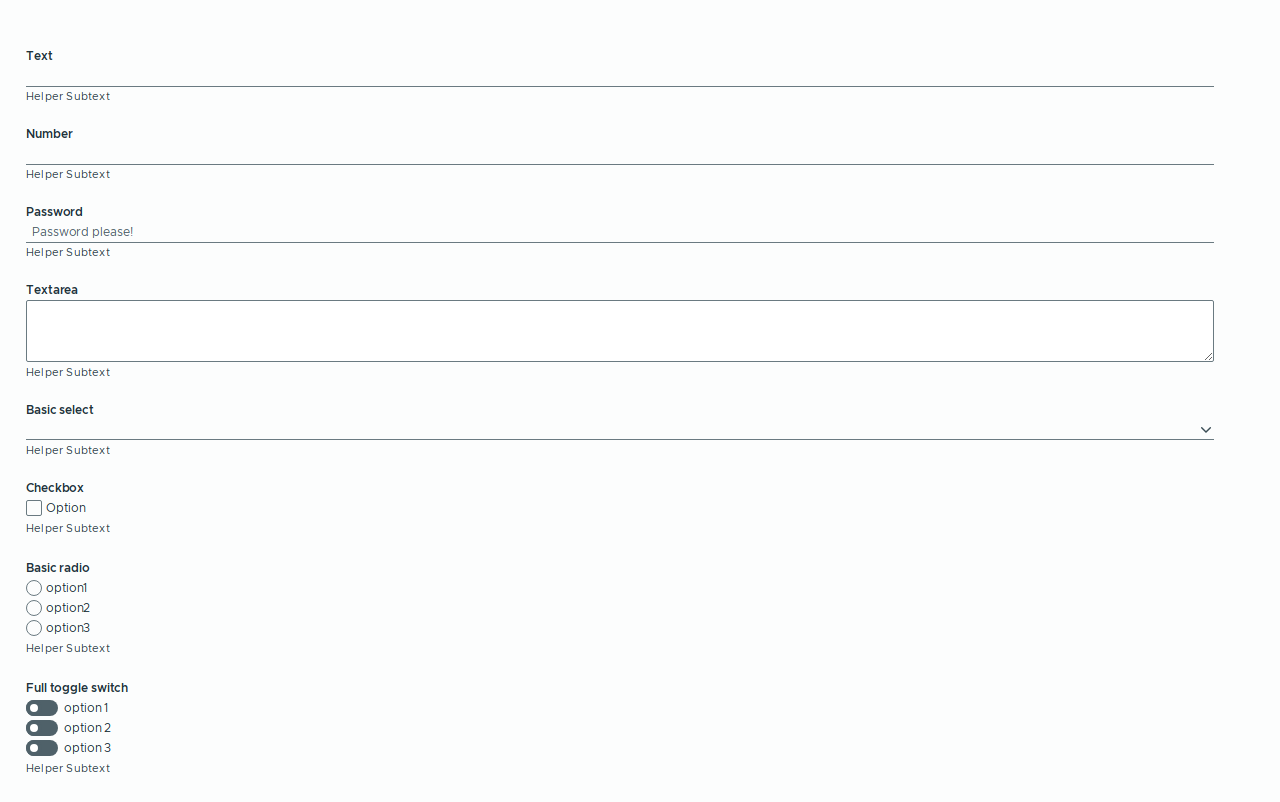 Text
Helper Subtext
Number
Helper Subtext
Password
Password please!
Helper Subtext
Textarea
Helper Subtext
Basic select
Helper Subtext
Checkbox
Option
Helper Subtext
Basic radio
option1
option2
option3
Helper Subtext
Full toggle switch
option 1
option 2
option 3
Helper Subtext